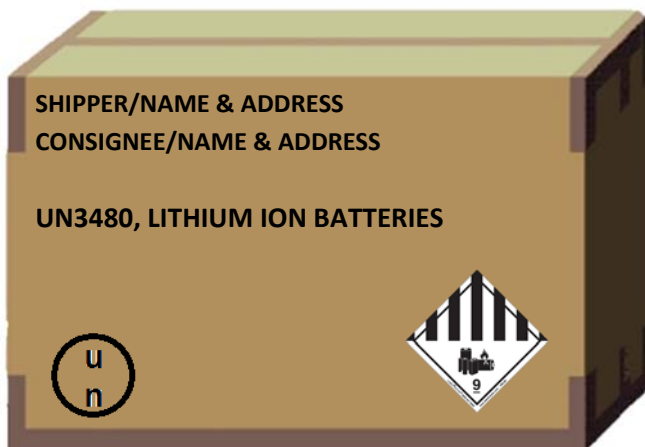 SHIPPER/NAME & ADDRESS
CONSIGNEE/NAME & ADDRESS
UN3480, LITHIUM ION BATTERIES
u
n
9